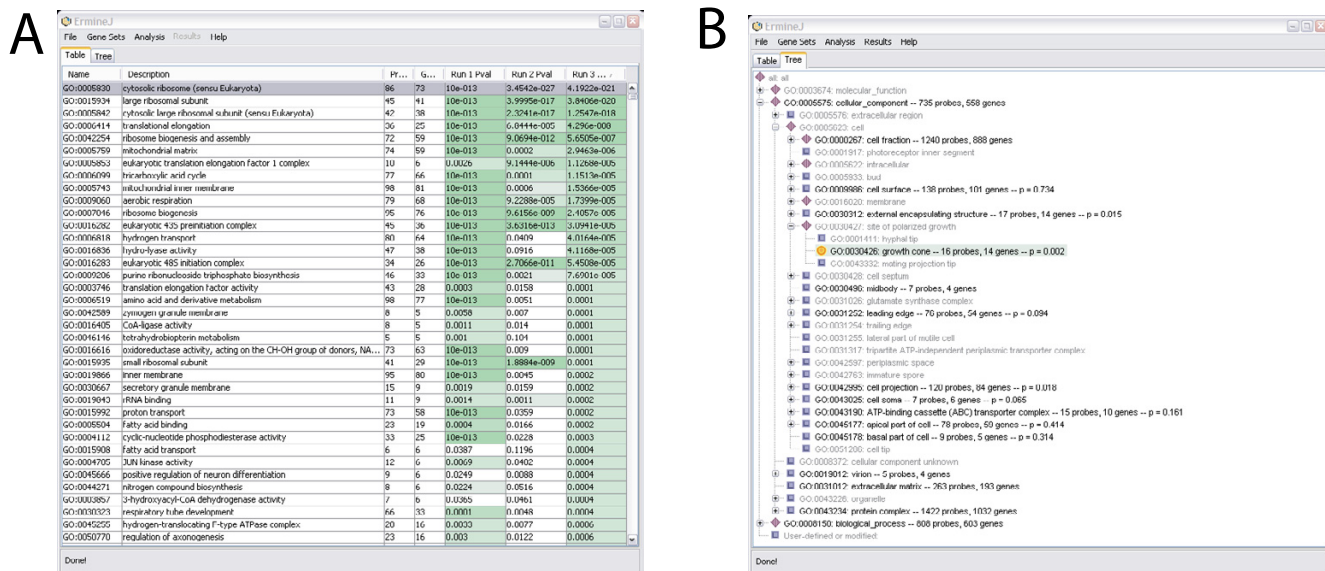 A
ErmineJ
File Gene Sets Analysis Results Help
Table Tree
Name Description Pr... G... Run 1 Pval Run 2 Pval Run 3 ...
GO:0005830 cytosolic ribosome (sensu Eukaryota) 86 73 10e-013 3.4542e-027 4.1922e-021
GO:0015934 large ribosomal subunit 45 41 10e-013 3.9995e-017 3.8406e-020
GO:0005842 cytosolic large ribosomal subunit (sensu Eukaryota) 42 38 10e-013 2.3241e-017 1.2547e-018
GO:0006414 translational elongation 36 25 10e-013 6.8444e-005 4.296e-008
GO:0042254 ribosome biogenesis and assembly 72 59 10e-013 9.0694e-012 5.6505e-007
GO:0005759 mitochondrial matrix 74 59 10e-013 0.0002 2.9463e-006
GO:0005853 eukaryotic translation elongation factor 1 complex 10 6 0.0026 9.1444e-006 1.1268e-005
GO:0006099 tricarboxylic acid cycle 77 66 10e-013 0.0001 1.1513e-005
GO:0005743 mitochondrial inner membrane 98 81 10e-013 0.0006 1.5366e-005
GO:0009060 aerobic respiration 79 68 10e-013 9.2288e-005 1.7399e-005
GO:0007046 ribosome biogenesis 95 76 10e-013 9.6156e-009 2.4057e-005
GO:0016282 eukaryotic 43S preinitiation complex 45 36 10e-013 3.6316e-013 3.0941e-005
GO:0006818 hydrogen transport 80 64 10e-013 0.0409 4.0164e-005
GO:0016836 hydro-lyase activity 47 38 10e-013 0.0916 4.1168e-005
GO:0016283 eukaryotic 48S initiation complex 34 26 10e-013 2.7066e-011 5.4508e-005
GO:0009206 purine ribonucleoside triphosphate biosynthesis 46 33 10e-013 0.0021 7.6901e-005
GO:0003746 translation elongation factor activity 43 28 0.0003 0.0158 0.0001
GO:0006519 amino acid and derivative metabolism 98 77 10e-013 0.0051 0.0001
GO:0042589 zymogen granule membrane 8 5 0.0058 0.007 0.0001
GO:0016405 CoA-ligase activity 8 5 0.0011 0.014 0.0001
GO:0046146 tetrahydrobiopterin metabolism 5 5 0.001 0.104 0.0001
GO:0016616 oxidoreductase activity, acting on the CH-OH group of donors, NA... 73 63 10e-013 0.009 0.0001
GO:0015935 small ribosomal subunit 41 29 10e-013 1.8884e-009 0.0001
GO:0019866 inner membrane 95 80 10e-013 0.0045 0.0002
GO:0030667 secretory granule membrane 15 9 0.0019 0.0159 0.0002
GO:0019843 rRNA binding 11 9 0.0014 0.0011 0.0002
GO:0015992 proton transport 73 58 10e-013 0.0359 0.0002
GO:0005504 fatty acid binding 23 19 0.0004 0.0166 0.0002
GO:0004112 cyclic-nucleotide phosphodiesterase activity 33 25 10e-013 0.0228 0.0003
GO:0015908 fatty acid transport 6 6 0.0387 0.1196 0.0004
GO:0004705 JUN kinase activity 12 6 0.0069 0.0402 0.0004
GO:0045666 positive regulation of neuron differentiation 9 6 0.0249 0.0088 0.0004
GO:0044271 nitrogen compound biosynthesis 8 6 0.0224 0.0516 0.0004
GO:0003857 3-hydroxyacyl-CoA dehydrogenase activity 7 6 0.0365 0.0461 0.0004
GO:0030323 respiratory tube development 66 33 0.0001 0.0048 0.0004
GO:0045255 hydrogen-translocating F-type ATPase complex 20 16 0.0033 0.0077 0.0006
GO:0050770 regulation of axonogenesis 23 16 0.003 0.0122 0.0006
Done!
B
ErmineJ
File Gene Sets Analysis Results Help
Table Tree
all: all
GO:0003674: molecular_function
GO:0005575: cellular_component -- 735 probes, 558 genes
GO:0005576: extracellular region
GO:0005623: cell
GO:0000267: cell fraction -- 1240 probes, 888 genes
GO:0001917: photoreceptor inner segment
GO:0005622: intracellular
GO:0005933: bud
GO:0009986: cell surface -- 138 probes, 101 genes -- p = 0.734
GO:0016020: membrane
GO:0030312: external encapsulating structure -- 17 probes, 14 genes -- p = 0.015
GO:0030427: site of polarized growth
GO:0001411: hyphal tip
GO:0030426: growth cone -- 16 probes, 14 genes -- p = 0.002
GO:0043332: mating projection tip
GO:0030428: cell septum
GO:0030496: midbody -- 7 probes, 4 genes
GO:0031026: glutamate synthase complex
GO:0031252: leading edge -- 76 probes, 54 genes -- p = 0.094
GO:0031254: trailing edge
GO:0031255: lateral part of motile cell
GO:0031317: tripartite ATP-independent periplasmic transporter complex
GO:0042597: periplasmic space
GO:0042763: immature spore
GO:0042995: cell projection -- 120 probes, 84 genes -- p = 0.018
GO:0043025: cell soma -- 7 probes, 6 genes -- p = 0.065
GO:0043190: ATP-binding cassette (ABC) transporter complex -- 15 probes, 10 genes -- p = 0.161
GO:0045177: apical part of cell -- 78 probes, 59 genes -- p = 0.414
GO:0045178: basal part of cell -- 9 probes, 5 genes -- p = 0.314
GO:0051286: cell tip
GO:0008372: cellular component unknown
GO:0019012: virion -- 5 probes, 4 genes
GO:0031012: extracellular matrix -- 263 probes, 193 genes
GO:0043226: organelle
GO:0043234: protein complex -- 1422 probes, 1032 genes
GO:0008150: biological_process -- 808 probes, 603 genes
User-defined or modified:
Done!